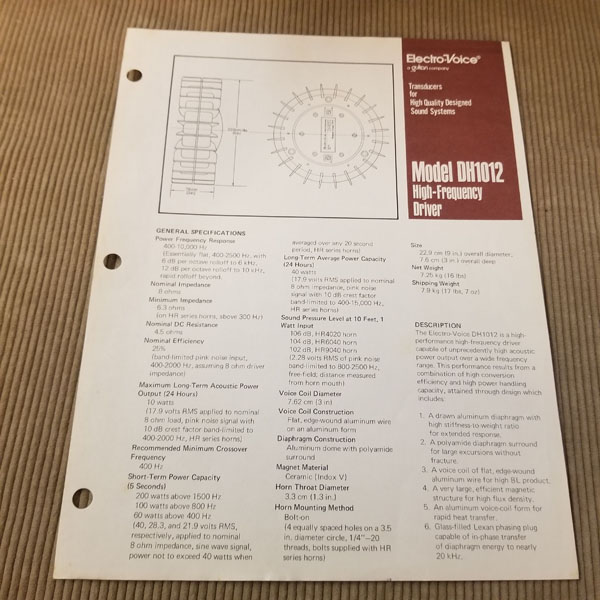 Electro-Voice®
a gulton company
Transducers
for
High Quality Designed
Sound Systems
Model DH1012
High-Frequency
Driver
GENERAL SPECIFICATIONS
Power Frequency Response
400-10,000 Hz
(Essentially flat, 400-2500 Hz, with
6 dB per octave rolloff to 6 kHz,
12 dB per octave rolloff to 10 kHz,
rapid rolloff beyond.
Nominal Impedance
8 ohms
Minimum Impedance
6.3 ohms
(on HR series horns, above 300 Hz)
Nominal DC Resistance
4.5 ohms
Nominal Efficiency
25%
(band-limited pink noise input,
400-2000 Hz, assuming 8 ohm driver
impedance)
Maximum Long-Term Acoustic Power
Output (24 Hours)
10 watts
(17.9 volts RMS applied to nominal
8 ohm load, pink noise signal with
10 dB crest factor band-limited to
400-2000 Hz, HR series horns)
Recommended Minimum Crossover
Frequency
400 Hz
Short-Term Power Capacity
(5 Seconds)
200 watts above 1500 Hz
100 watts above 800 Hz
60 watts above 400 Hz
(40, 28.3, and 21.9 volts RMS,
respectively, applied to nominal
8 ohm impedance, sine wave signal,
power not to exceed 40 watts when
averaged over any 20 second
period, HR series horns)
Long-Term Average Power Capacity
(24 Hours)
40 watts
(17.9 volts RMS applied to nominal
8 ohm impedance, pink noise
signal with 10 dB crest factor
band-limited to 400-15,000 Hz,
HR series horns)
Sound Pressure Level at 10 Feet, 1
Watt Input
106 dB, HR4020 horn
104 dB, HR6040 horn
102 dB, HR9040 horn
(2.28 volts RMS of pink noise
band-limited to 800-2500 Hz,
free-field, distance measured
from horn mouth)
Voice Coil Diameter
7.62 cm (3 in)
Voice Coil Construction
Flat, edge-wound aluminum wire
on an aluminum form
Diaphragm Construction
Aluminum dome with polyamide
surround
Magnet Material
Ceramic (Indox V)
Horn Throat Diameter
3.3 cm (1.3 in.)
Horn Mounting Method
Bolt-on
(4 equally spaced holes on a 3.5
in. diameter circle, 1/4"–20
threads, bolts supplied with HR
series horns)
Size
22.9 cm (9 in.) overall diameter,
7.6 cm (3 in.) overall deep
Net Weight
7.25 kg (16 lbs)
Shipping Weight
7.9 kg (17 lbs, 7 oz)
DESCRIPTION
The Electro-Voice DH1012 is a high-
performance high-frequency driver
capable of unprecedently high acoustic
power output over a wide frequency
range. This performance results from a
combination of high conversion
efficiency and high power handling
capacity, attained through design which
includes:
1. A drawn aluminum diaphragm with
high stiffness-to-weight ratio
for extended response.
2. A polyamide diaphragm surround
for large excursions without
fracture.
3. A voice coil of flat, edge-wound
aluminum wire for high BL product.
4. A very large, efficient magnetic
structure for high flux density.
5. An aluminum voice-coil form for
rapid heat transfer.
6. Glass-filled Lexan phasing plug
capable of in-phase transfer
of diaphragm energy to nearly
20 kHz.